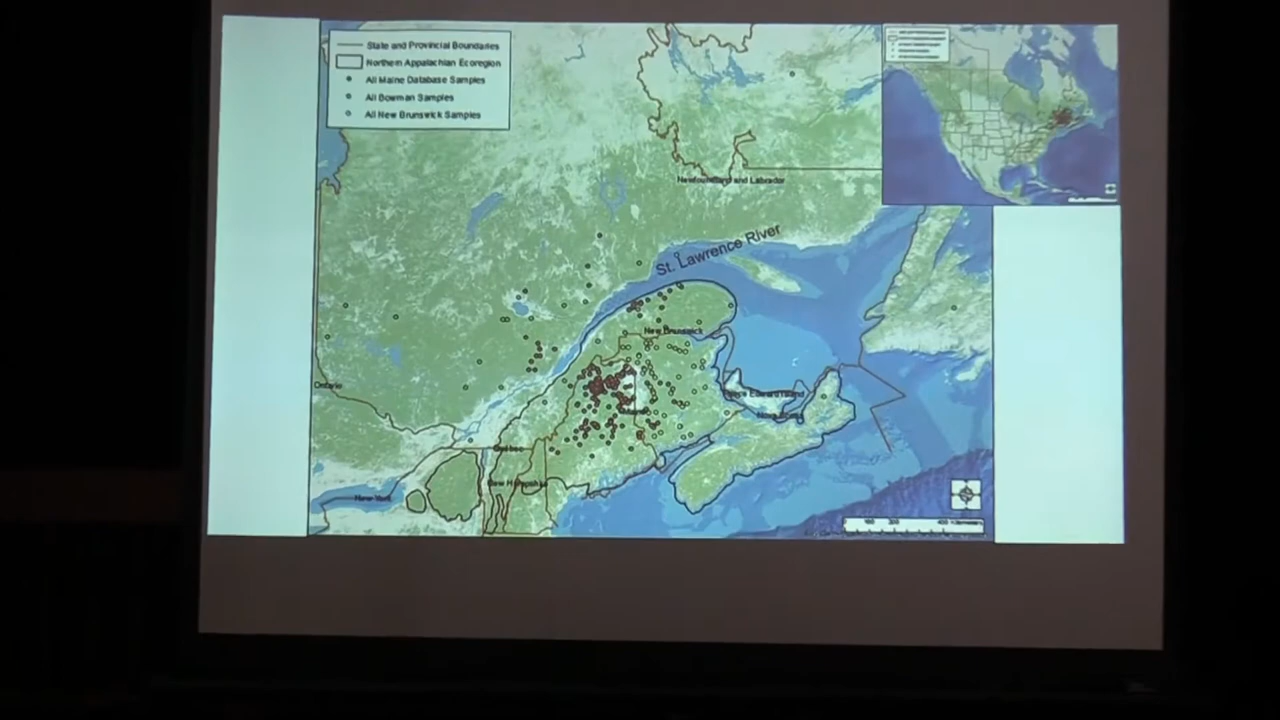 State and Provincial Boundaries
Northern Appalachian Ecoregion
All Maine Database Samples
All Bowman Samples
All New Brunswick Samples
Newfoundland and Labrador
St. Lawrence River
New Brunswick
Ontario
Prince Edward Island
Maine
Nova Scotia
Quebec
New Hampshire
New York